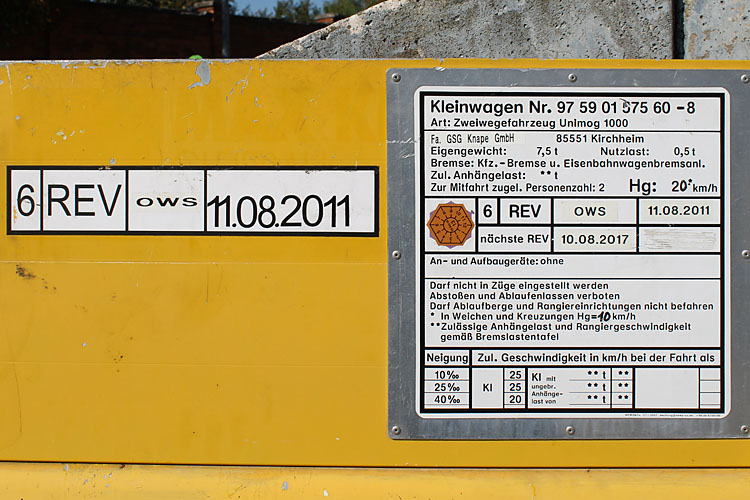 6 REV OWS 11.08.2011
Kleinwagen Nr. 97 59 01 575 60 - 8
Art: Zweiwegefahrzeug Unimog 1000
Fa. GSG Knape GmbH 85551 Kirchheim
Eigengewicht: 7,5 t Nutzlast: 0,5 t
Bremse: Kfz.-Bremse u. Eisenbahnwagenbremsanl.
Zul. Anhängelast: ** t
Zur Mitfahrt zugel. Personenzahl: 2 Hg: 20* km/h
6 REV OWS 11.08.2011
nächste REV 10.08.2017
An- und Aufbaugeräte: ohne
Darf nicht in Züge eingestellt werden
Abstoßen und Ablaufenlassen verboten
Darf Ablaufberge und Rangiereinrichtungen nicht befahren
* In Weichen und Kreuzungen Hg=10 km/h
**Zulässige Anhängelast und Rangiergeschwindigkeit
gemäß Bremslastentafel
Neigung Zul. Geschwindigkeit in km/h bei der Fahrt als
10‰ 25 ** t **
25‰ Kl 25 Kl mit ungebr. Anhänge- last von ** t **
40‰ 20 ** t **